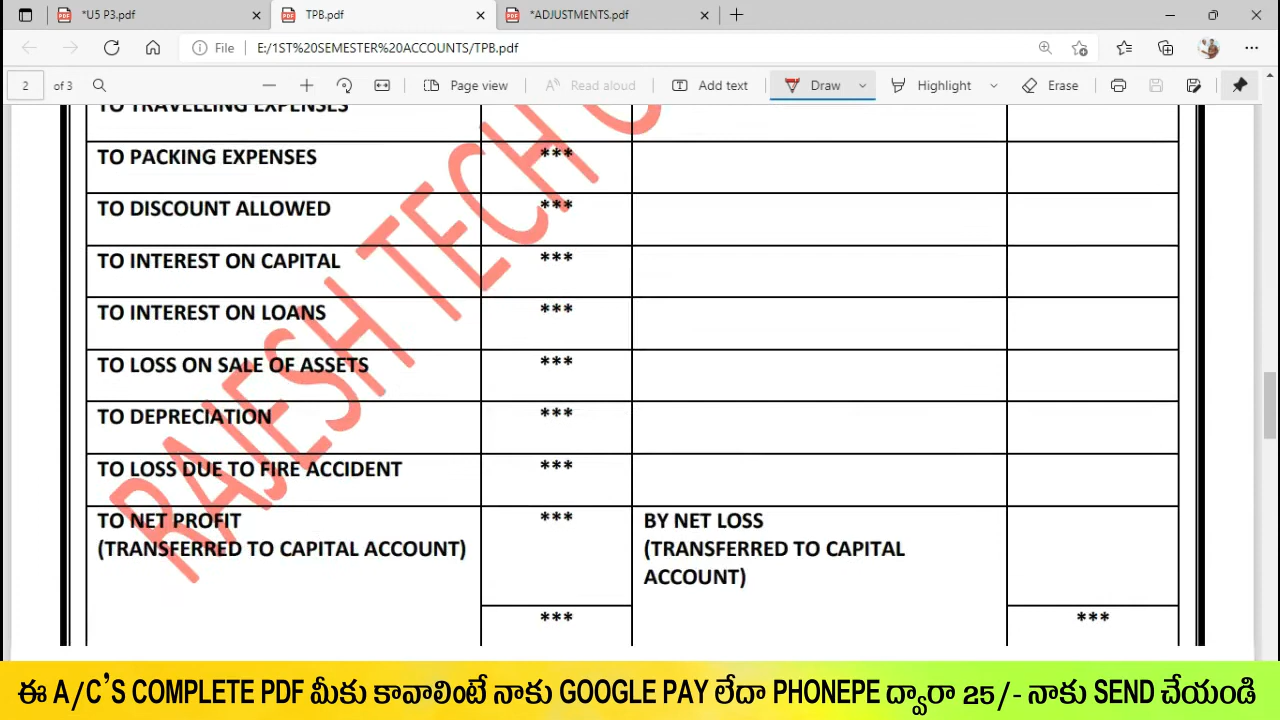 *U5 P3.pdf
TPB.pdf
*ADJUSTMENTS.pdf
File E:/1ST%20SEMESTER%20ACCOUNTS/TPB.pdf
2 of 3 Page view Read aloud Add text Draw Highlight Erase
TO TRAVELLING EXPENSES
TO PACKING EXPENSES ***
TO DISCOUNT ALLOWED ***
TO INTEREST ON CAPITAL ***
TO INTEREST ON LOANS ***
TO LOSS ON SALE OF ASSETS ***
TO DEPRECIATION ***
TO LOSS DUE TO FIRE ACCIDENT ***
TO NET PROFIT *** BY NET LOSS
(TRANSFERRED TO CAPITAL ACCOUNT) (TRANSFERRED TO CAPITAL
ACCOUNT)
*** ***
RAJESH TECH
ఈ A/C'S COMPLETE PDF మీకు కావాలింటే నాకు GOOGLE PAY లేదా PHONEPE ద్వారా 25/- నాకు SEND చేయండి